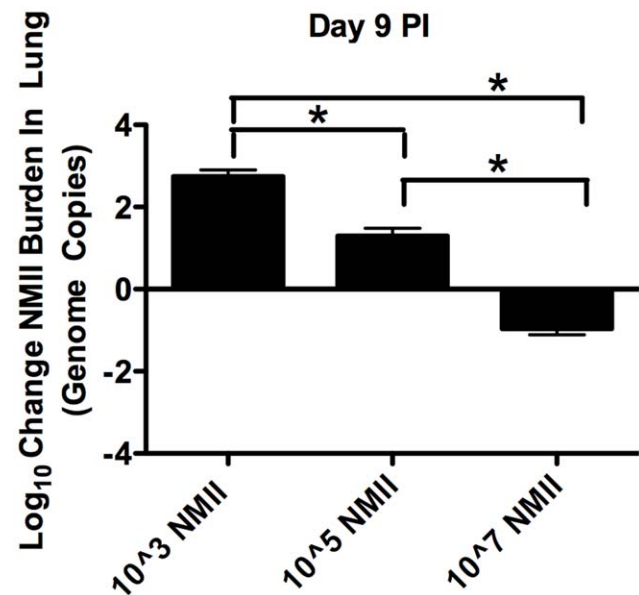 Day 9 PI
Log₁₀ Change NMII Burden In Lung
(Genome Copies)
*
*
*
4
2
0
-2
-4
10^3 NMII
10^5 NMII
10^7 NMII